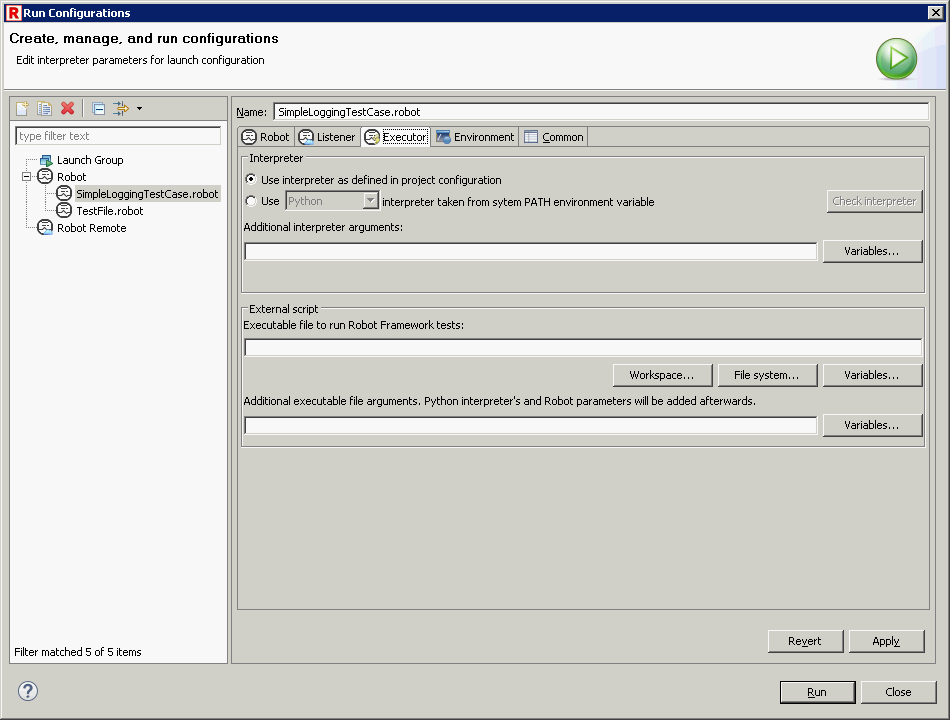 R Run Configurations
Create, manage, and run configurations
Edit interpreter parameters for launch configuration
type filter text
Launch Group
Robot
SimpleLoggingTestCase.robot
TestFile.robot
Robot Remote
Filter matched 5 of 5 items
Name: SimpleLoggingTestCase.robot
Robot Listener Executor Environment Common
Interpreter
Use interpreter as defined in project configuration
Use Python interpreter taken from sytem PATH environment variable Check interpreter
Additional interpreter arguments:
Variables...
External script
Executable file to run Robot Framework tests:
Workspace... File system... Variables...
Additional executable file arguments. Python interpreter's and Robot parameters will be added afterwards.
Variables...
Revert Apply
? Run Close